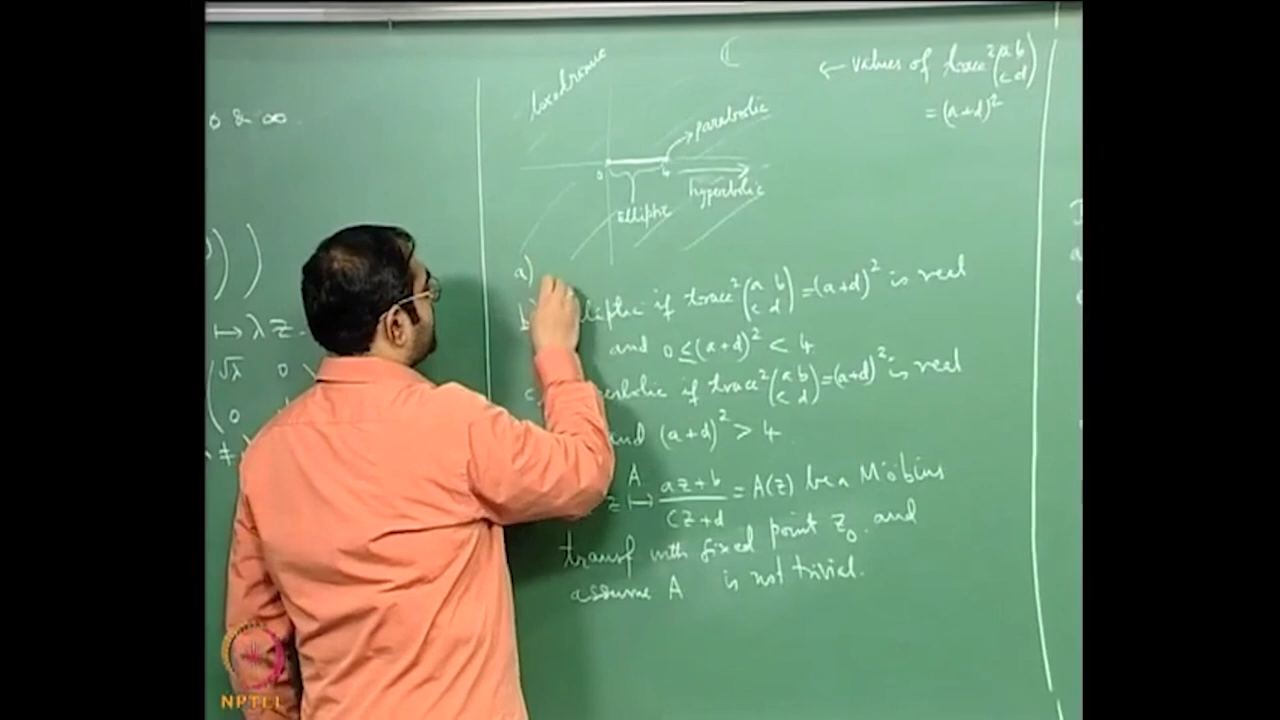 0 & ∞.
↦ λz
√λ 0
0
≠
ℂ
← values of trace²(a b
c d)
= (a+d)²
loxodromic
parabolic
0
4
elliptic
hyperbolic
a)
b) elliptic if trace²(a b
c d) = (a+d)² is real
and 0 ≤ (a+d)² < 4
c) if trace²(a b
c d) = (a+d)² is real
and (a+d)² > 4
z ↦ᴬ (az+b)/(cz+d) = A(z) be a Möbius
transf with fixed point z₀ and
assume A is not trivial.
NPTEL